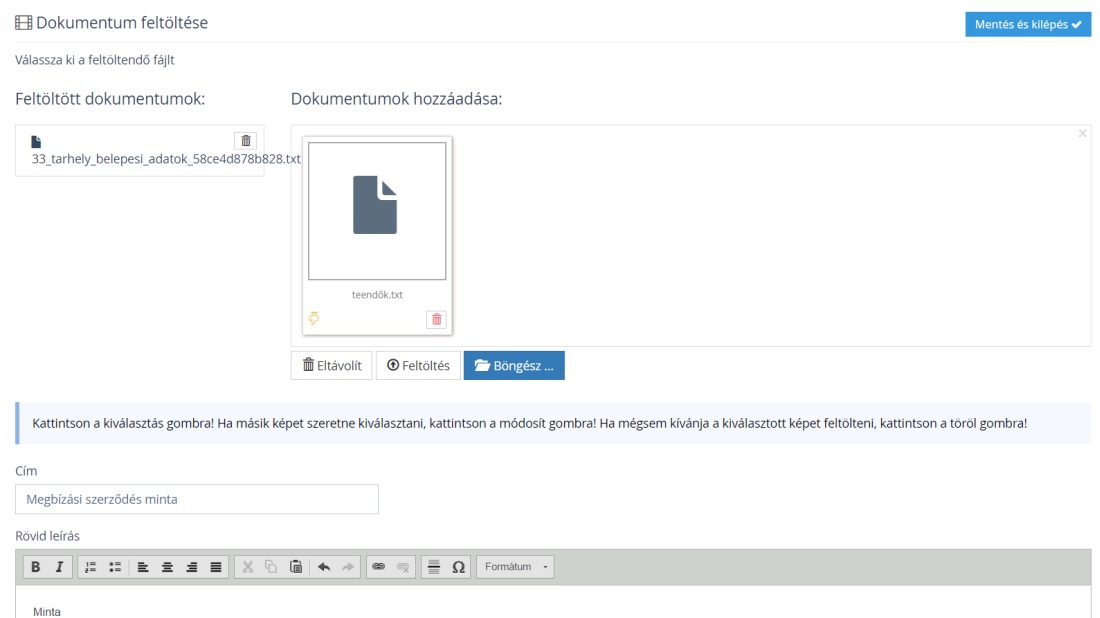 Dokumentum feltöltése
Mentés és kilépés
Válassza ki a feltöltendő fájlt
Feltöltött dokumentumok:
Dokumentumok hozzáadása:
33_tarhely_belepesi_adatok_58ce4d878b828.txt
teendők.txt
Eltávolít
Feltöltés
Böngész ...
Kattintson a kiválasztás gombra! Ha másik képet szeretne kiválasztani, kattintson a módosít gombra! Ha mégsem kívánja a kiválasztott képet feltölteni, kattintson a töröl gombra!
Cím
Megbízási szerződés minta
Rövid leírás
B I Ω Formátum
Minta